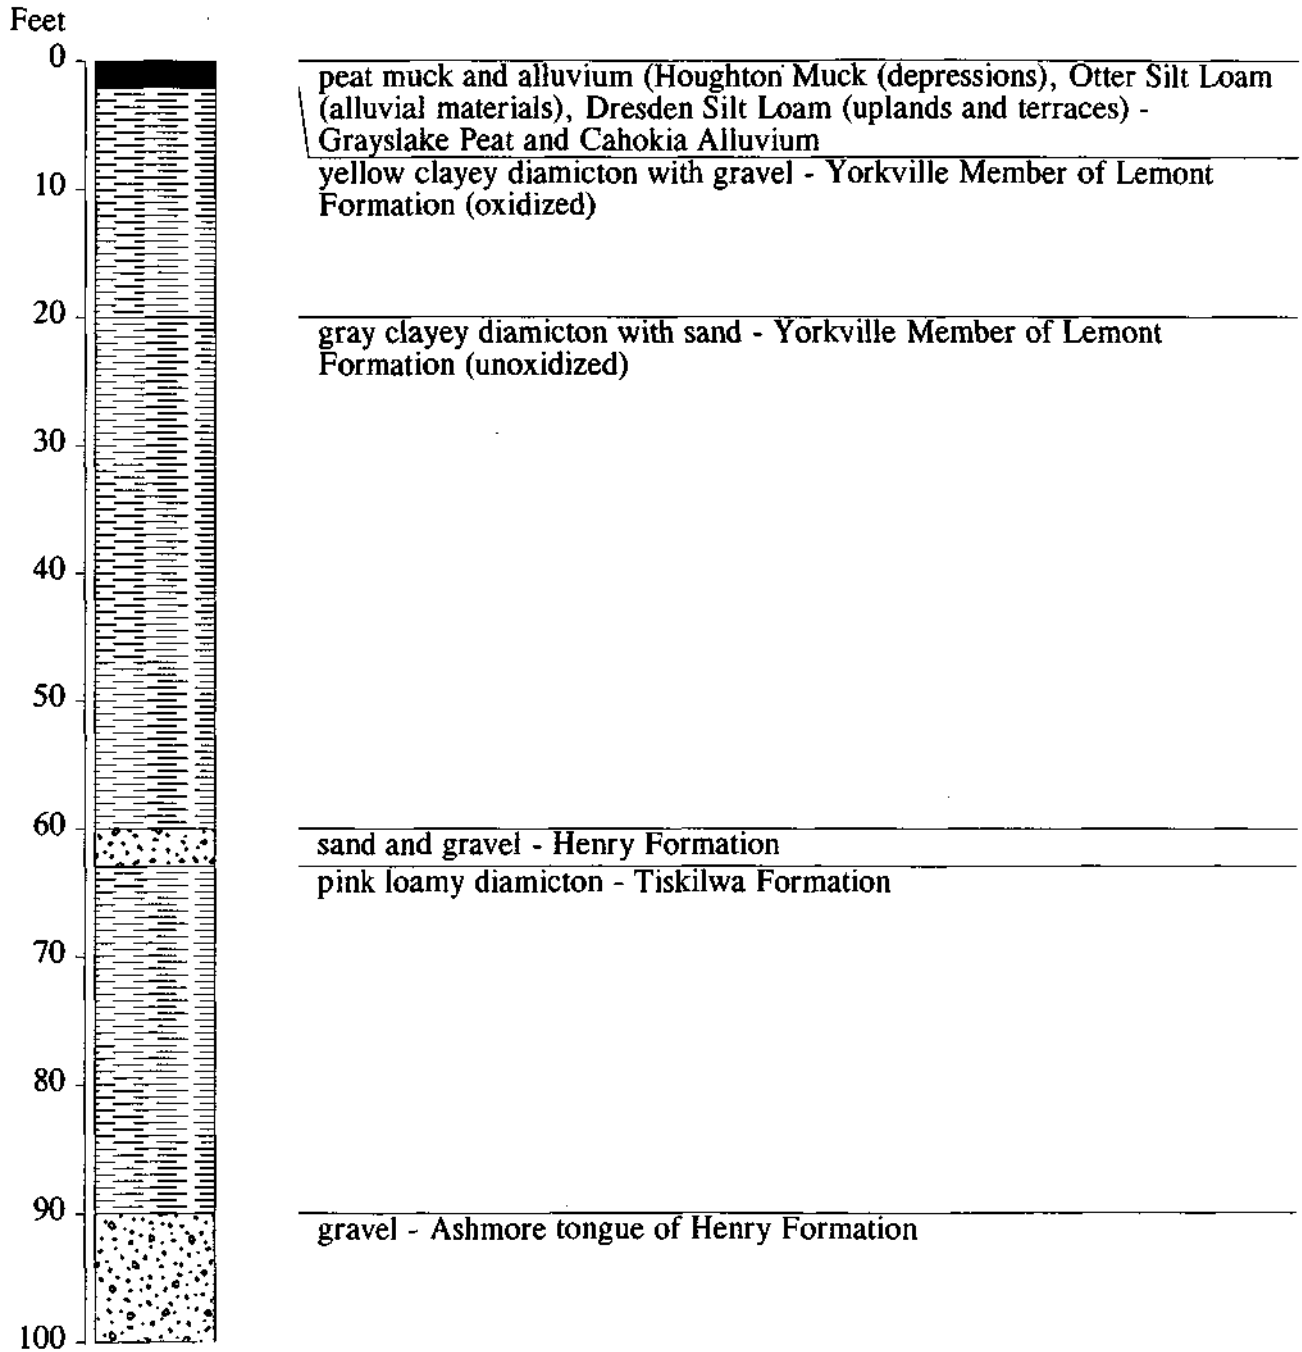 Feet
0
peat muck and alluvium (Houghton Muck (depressions), Otter Silt Loam
(alluvial materials), Dresden Silt Loam (uplands and terraces) -
Grayslake Peat and Cahokia Alluvium
yellow clayey diamicton with gravel - Yorkville Member of Lemont
10
Formation (oxidized)
20
gray clayey diamicton with sand - Yorkville Member of Lemont
Formation (unoxidized)
30
40
50
60
sand and gravel - Henry Formation
pink loamy diamicton - Tiskilwa Formation
70
80
90
gravel - Ashmore tongue of Henry Formation
100